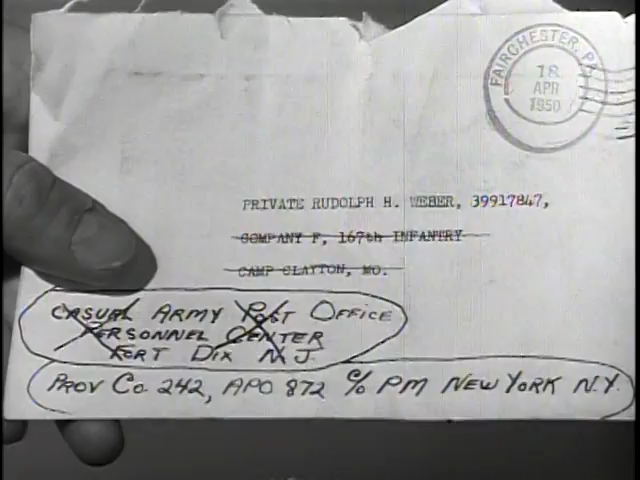 FAIRCHESTER, PA.
18
APR
1950
PRIVATE RUDOLPH H. WEBER, 39917847,
COMPANY F, 167th INFANTRY
CAMP CLAYTON, MO.
CASUAL ARMY POST OFFICE
PERSONNEL CENTER
FORT DIX N.J.
PROV CO. 242, APO 872 c/o PM NEW YORK N.Y.